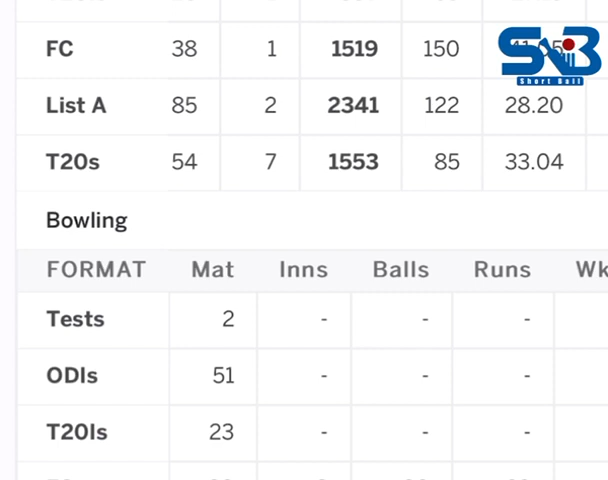 FC 38 1 1519 150
SNB
Short Ball
List A 85 2 2341 122 28.20
T20s 54 7 1553 85 33.04
Bowling
FORMAT Mat Inns Balls Runs
Tests 2 - - -
ODIs 51 - - -
T20Is 23 - - -